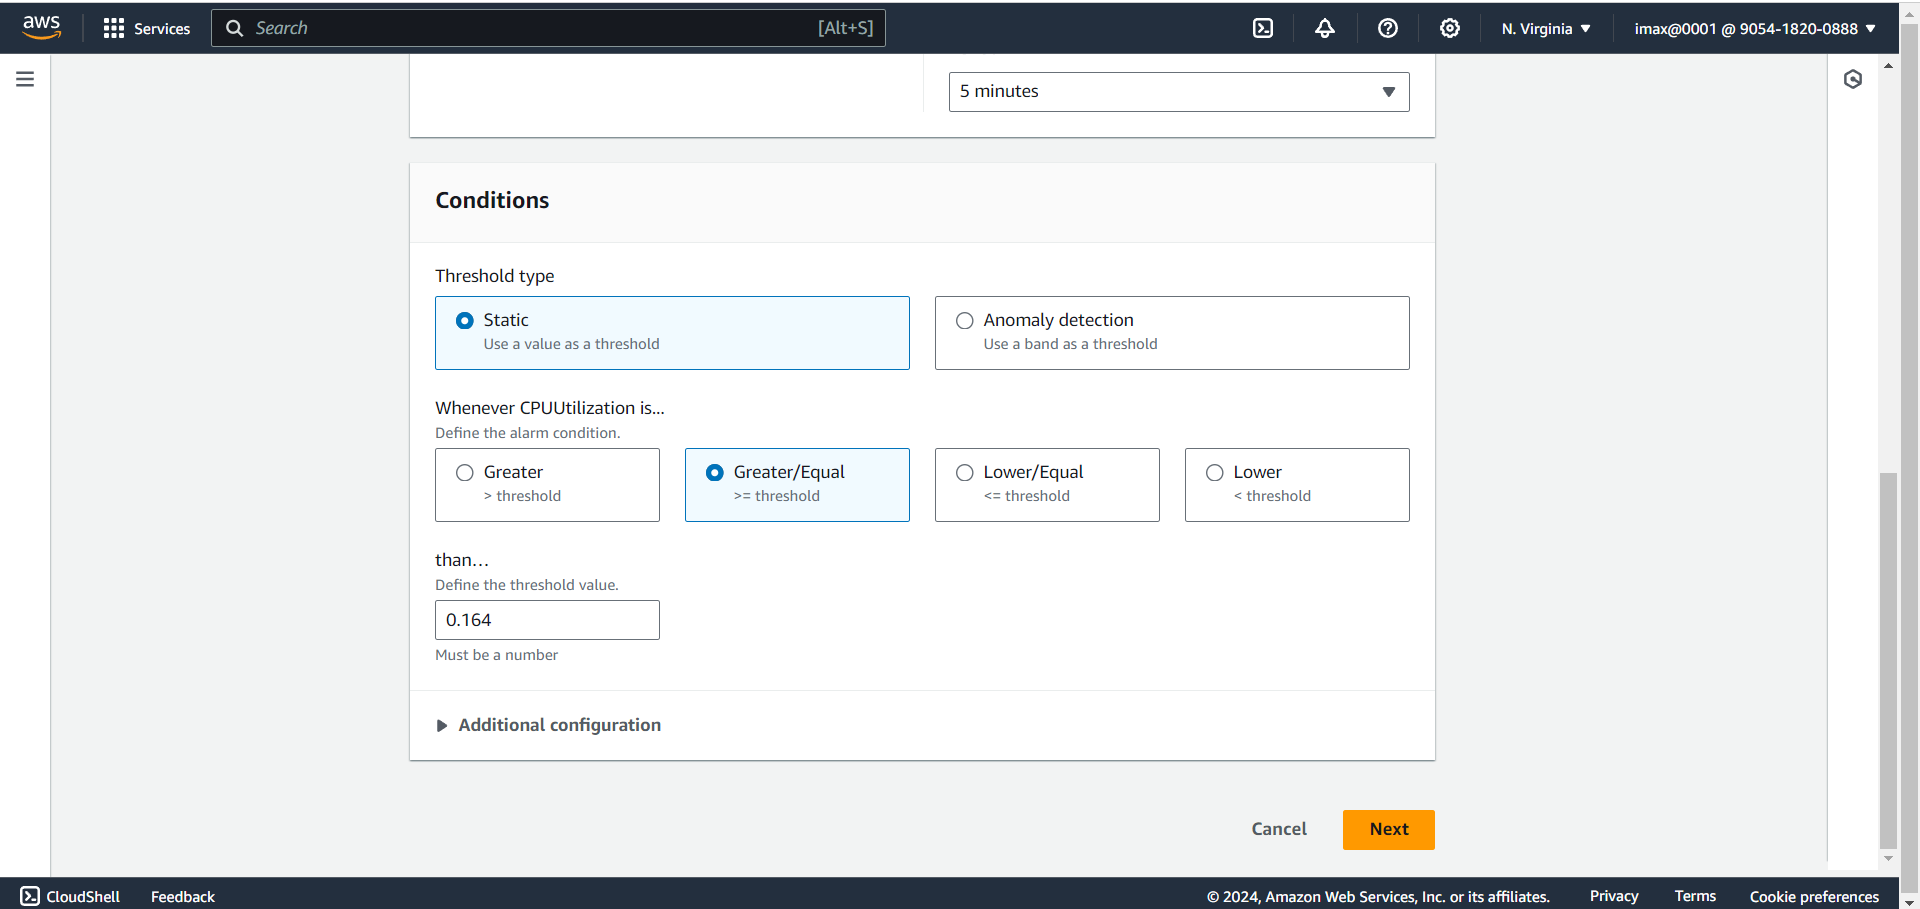 aws Services Search [Alt+S] N. Virginia imax@0001 @ 9054-1820-0888
5 minutes
Conditions
Threshold type
Static
Use a value as a threshold
Anomaly detection
Use a band as a threshold
Whenever CPUUtilization is...
Define the alarm condition.
Greater
> threshold
Greater/Equal
>= threshold
Lower/Equal
<= threshold
Lower
< threshold
than…
Define the threshold value.
0.164
Must be a number
Additional configuration
Cancel Next
CloudShell Feedback © 2024, Amazon Web Services, Inc. or its affiliates. Privacy Terms Cookie preferences